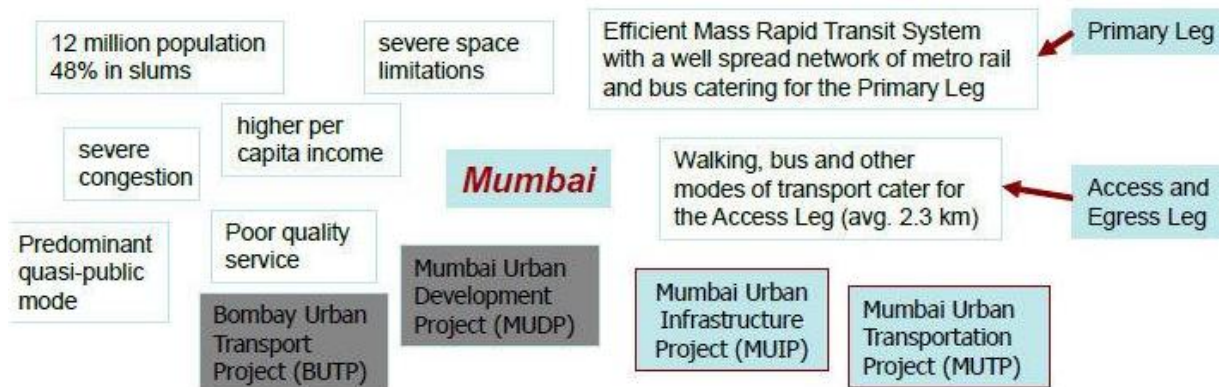 12 million population
48% in slums
severe space
limitations
Efficient Mass Rapid Transit System
with a well spread network of metro rail
and bus catering for the Primary Leg
Primary Leg
severe
congestion
higher per
capita income
Mumbai
Walking, bus and other
modes of transport cater for
the Access Leg (avg. 2.3 km)
Access and
Egress Leg
Predominant
quasi-public
mode
Poor quality
service
Bombay Urban
Transport
Project (BUTP)
Mumbai Urban
Development
Project (MUDP)
Mumbai Urban
Infrastructure
Project (MUIP)
Mumbai Urban
Transportation
Project (MUTP)